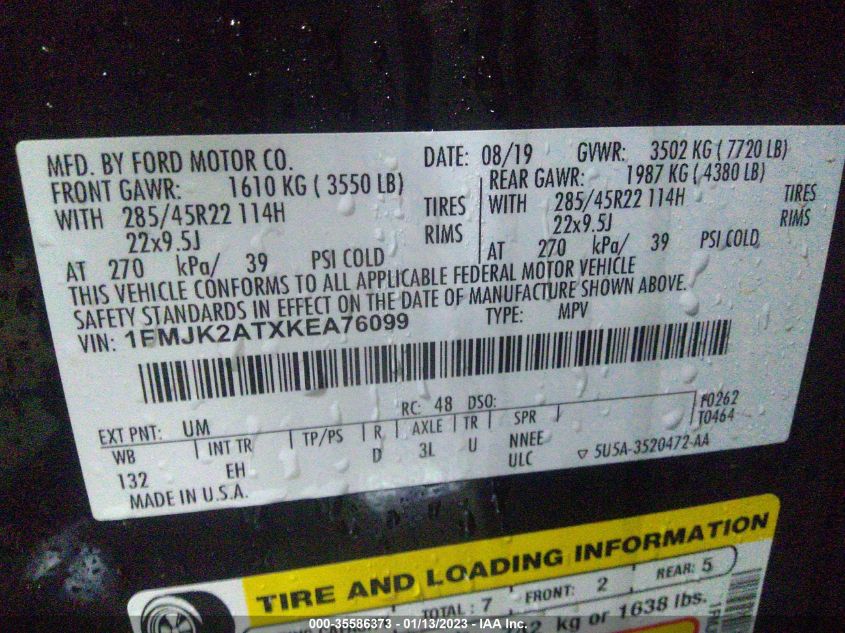 MFD. BY FORD MOTOR CO. DATE: 08/19 GVWR: 3502 KG ( 7720 LB)
FRONT GAWR: 1610 KG ( 3550 LB) REAR GAWR: 1987 KG ( 4380 LB)
WITH 285/45R22 114H TIRES WITH 285/45R22 114H TIRES
22x9.5J RIMS 22x9.5J RIMS
AT 270 kPa/ 39 PSI COLD AT 270 kPa/ 39 PSI COLD
THIS VEHICLE CONFORMS TO ALL APPLICABLE FEDERAL MOTOR VEHICLE
SAFETY STANDARDS IN EFFECT ON THE DATE OF MANUFACTURE SHOWN ABOVE.
VIN: 1FMJK2ATXKEA76099 TYPE: MPV
EXT PNT: UM RC: 48 DSO: T0262
WB INT TR TP/PS R AXLE TR SPR T0464
132 EH D 3L U NNEE
ULC 5U5A-3520472-AA
MADE IN U.S.A.
TIRE AND LOADING INFORMATION
TOTAL : 7 FRONT: 2 REAR: 5
kg or 1638 lbs.
000-35586373 - 01/13/2023 - IAA Inc.